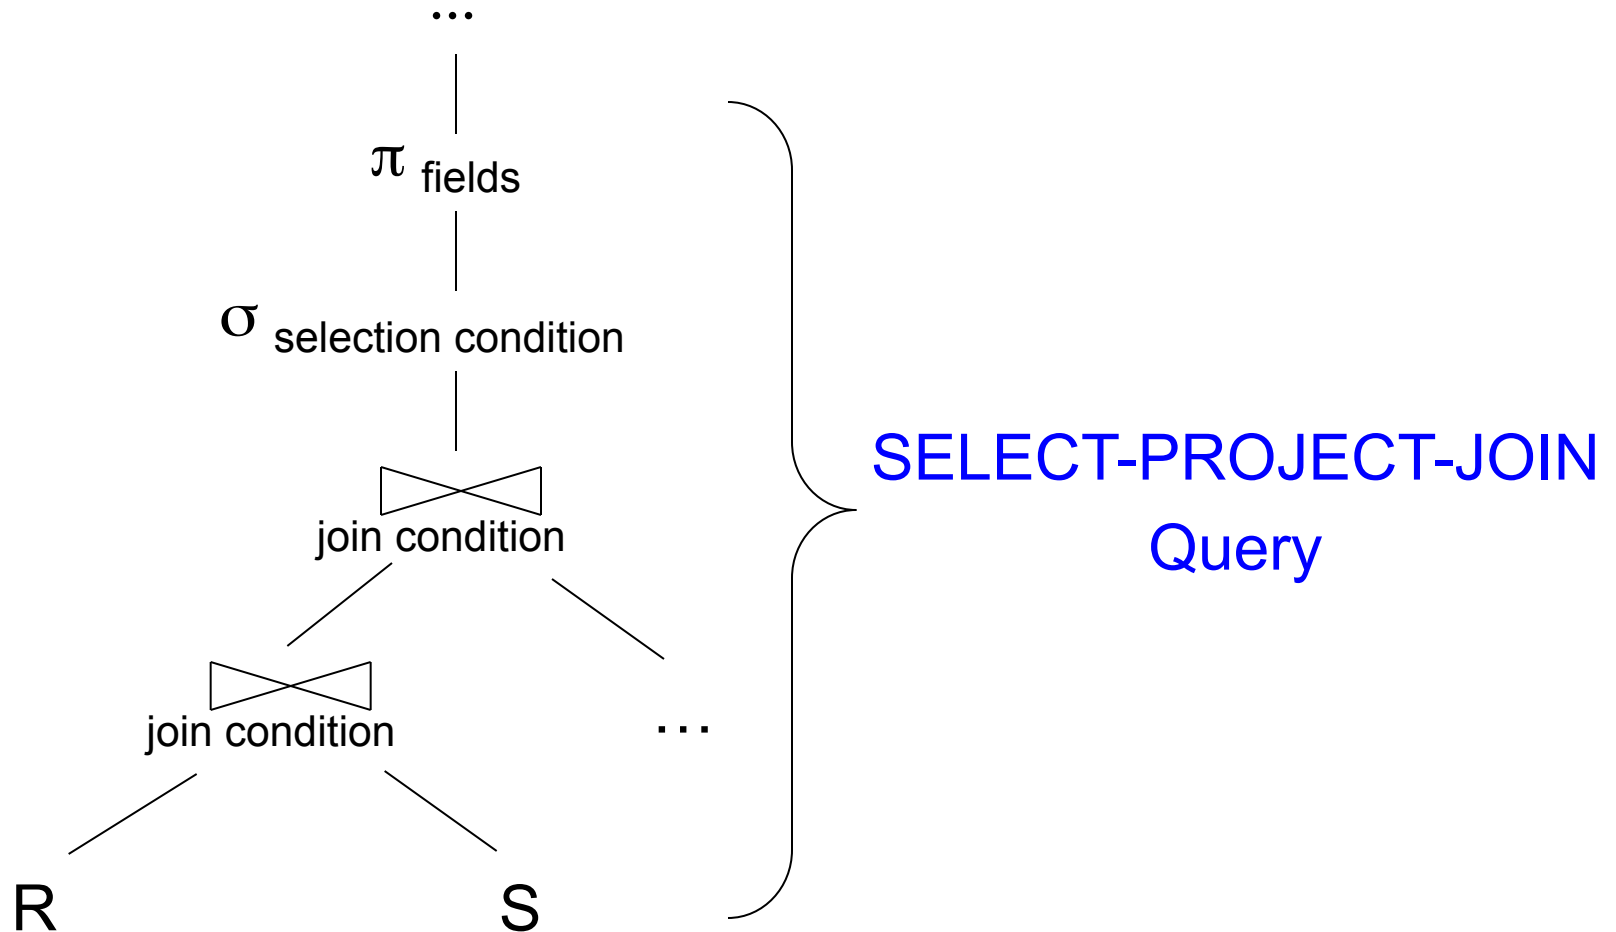 ...
π fields
σ selection condition
SELECT-PROJECT-JOIN
Query
join condition
join condition
...
R
S